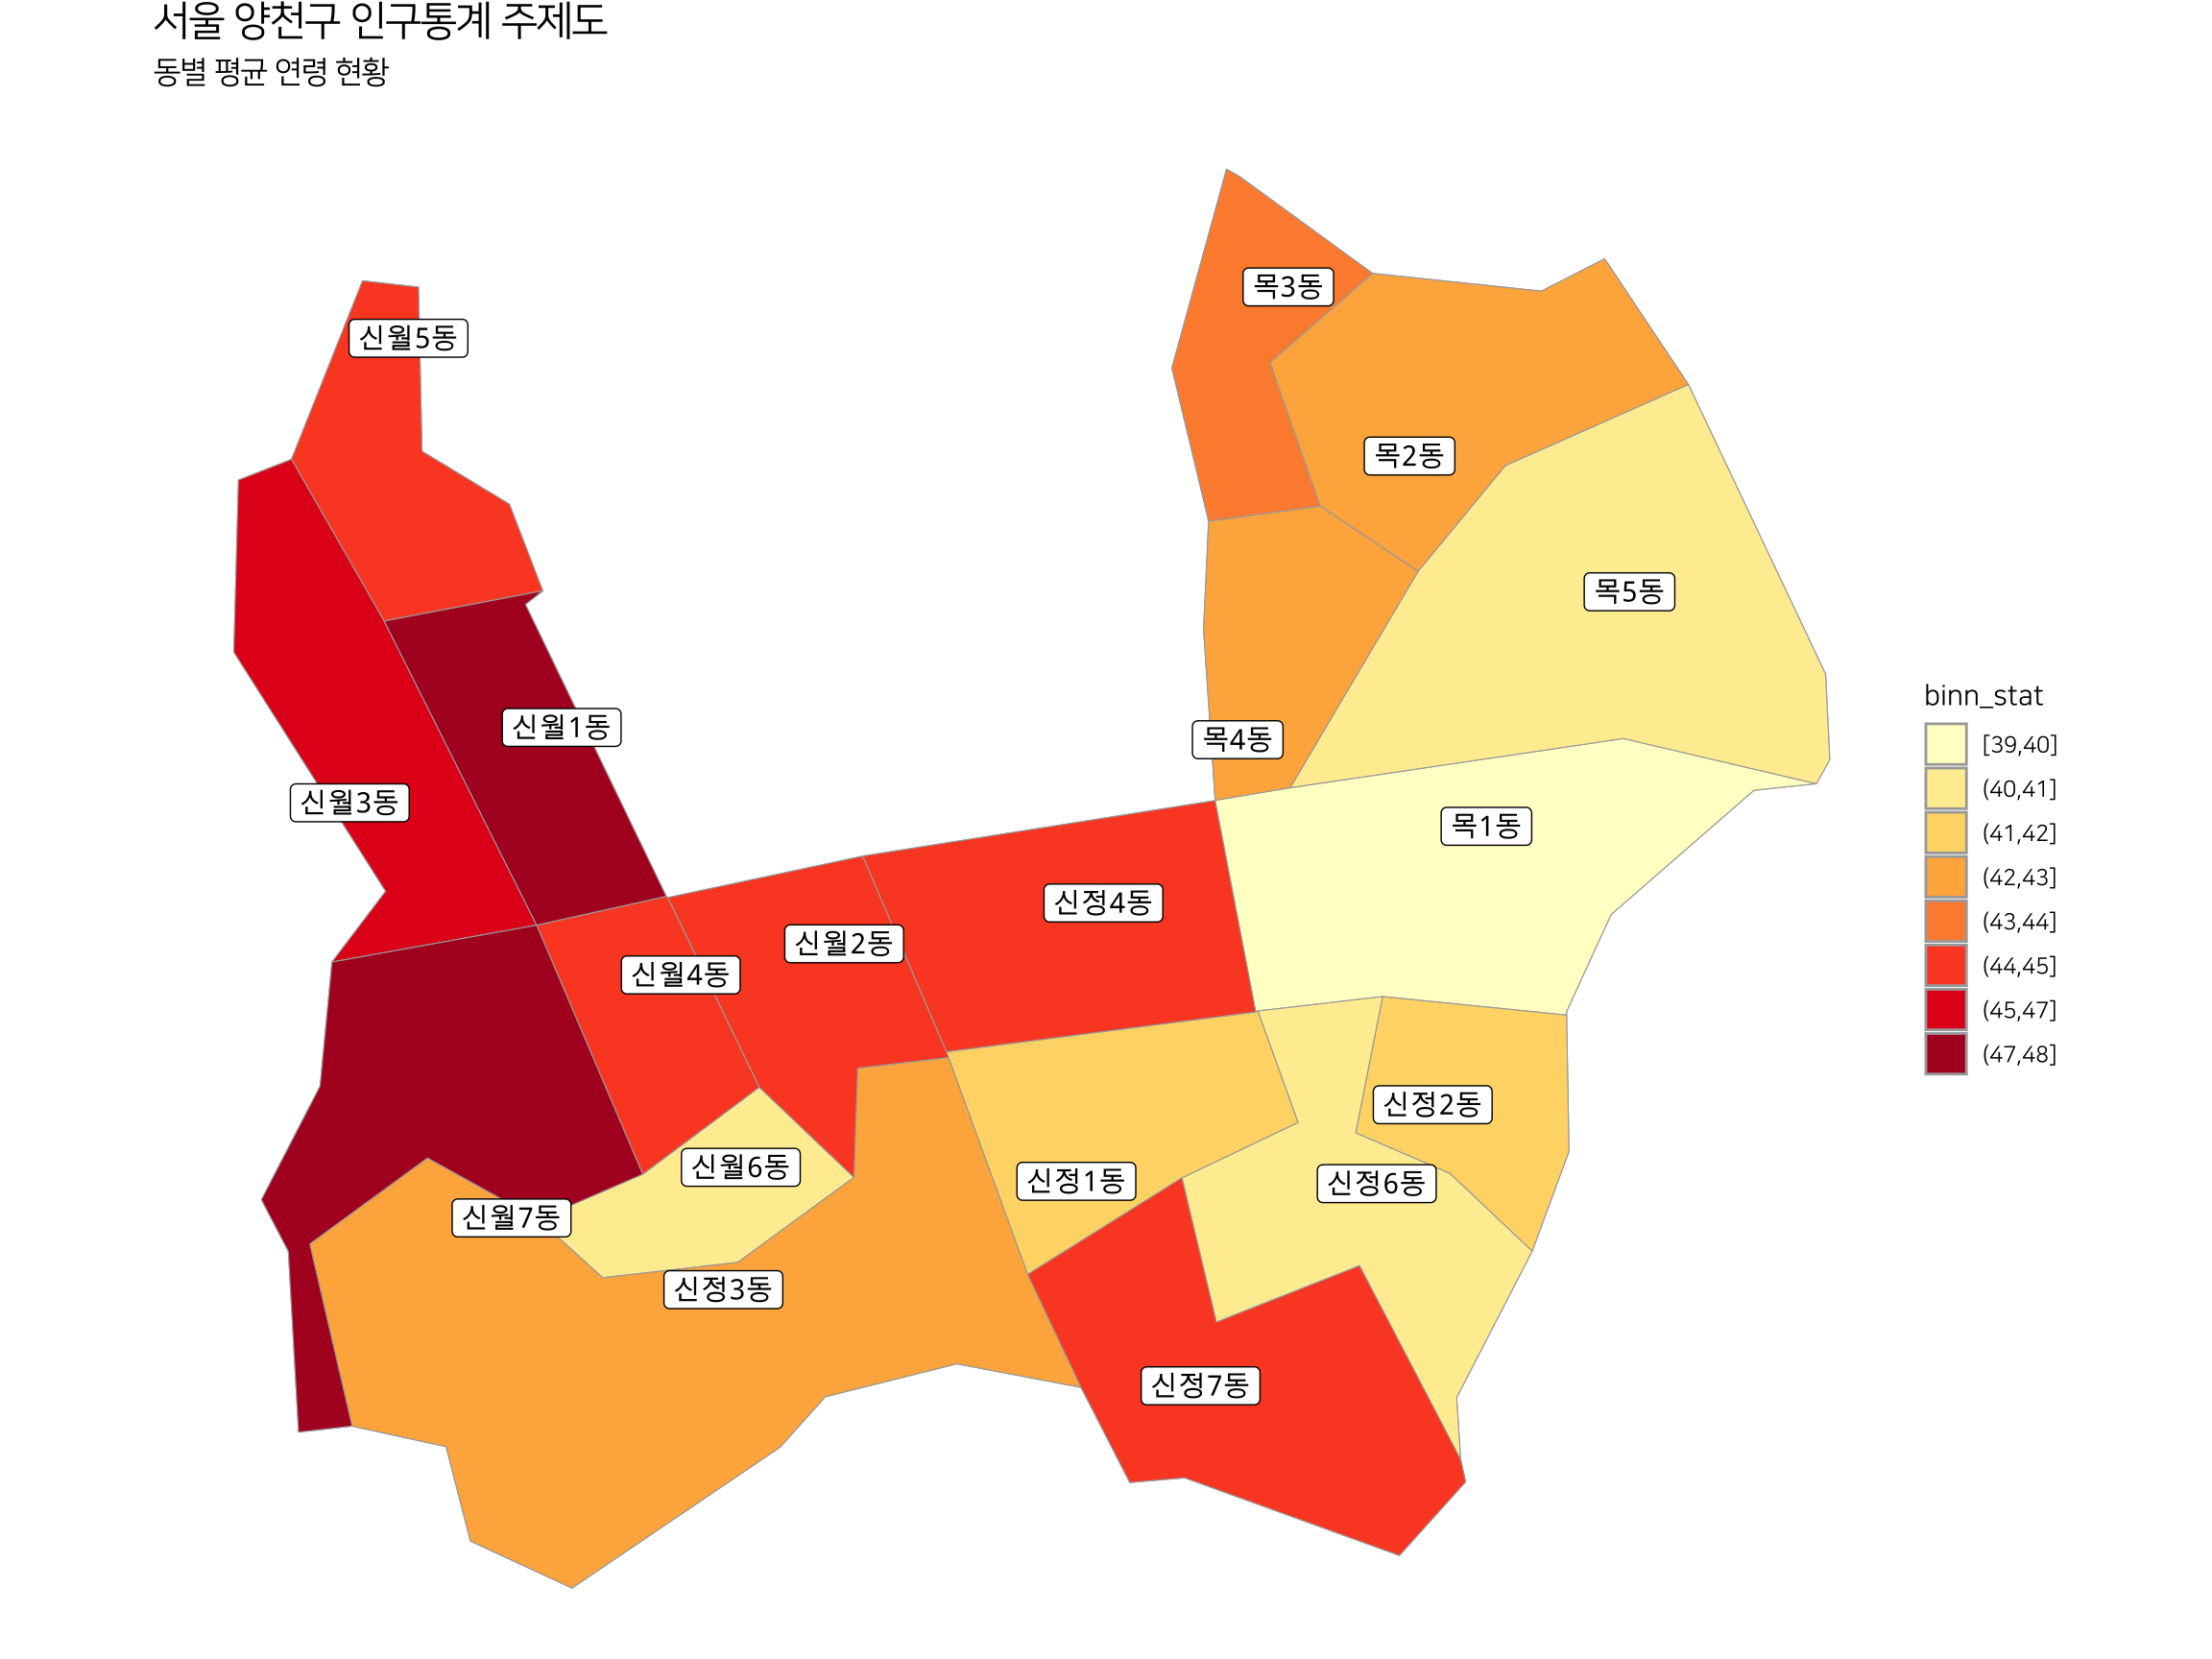 서울 양천구 인구통계 주제도
동별 평균 연령 현황
목3동
신월5동
목2동
목5동
신월1동
목4동
신월3동
목1동
신정4동
신월2동
신월4동
신정2동
신월6동
신정1동
신정6동
신월7동
신정3동
신정7동
binn_stat
[39,40]
(40,41]
(41,42]
(42,43]
(43,44]
(44,45]
(45,47]
(47,48]